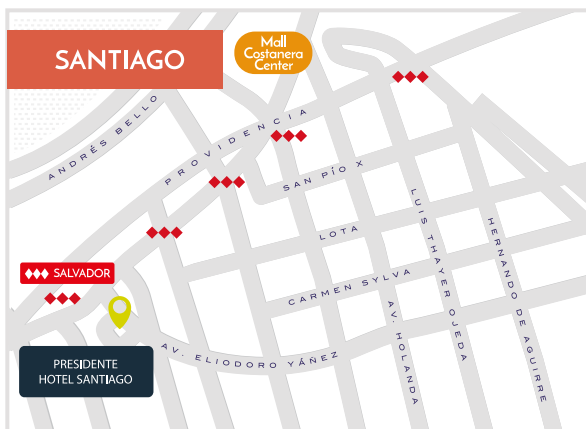 SANTIAGO
Mall
Costanera
Center
ANDRÉS BELLO
PROVIDENCIA
SAN PÍO X
LOTA
LUIS THAYER OJEDA
HERNANDO DE AGUIRRE
CARMEN SYLVA
AV. HOLANDA
SALVADOR
AV. ELIODORO YÁÑEZ
PRESIDENTE
HOTEL SANTIAGO